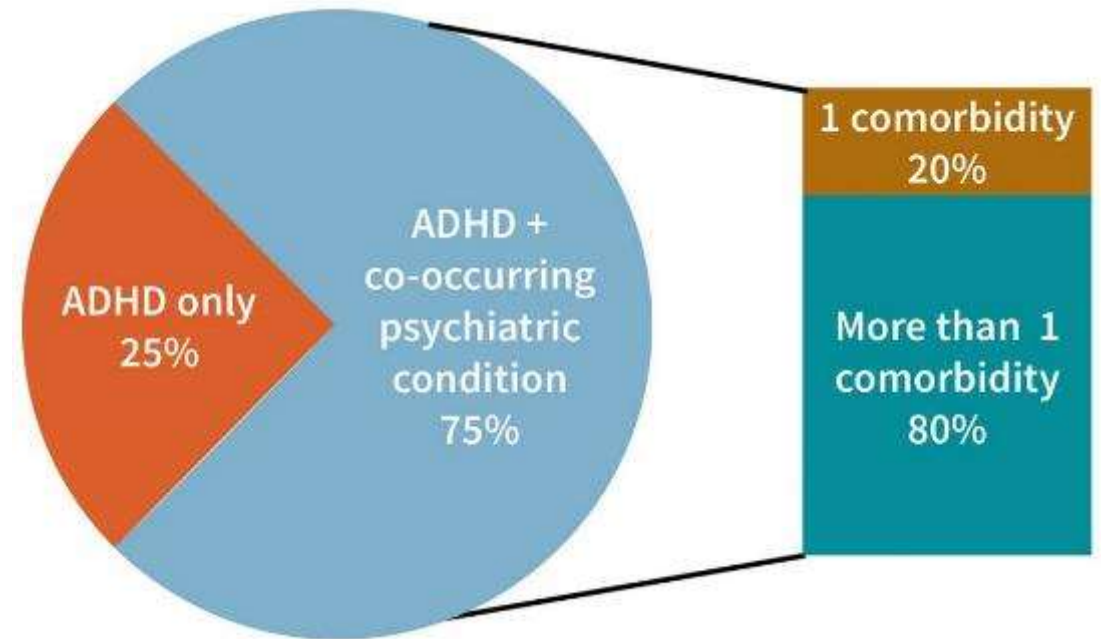 ADHD only
25%
ADHD +
co-occurring
psychiatric
condition
75%
1 comorbidity
20%
More than 1
comorbidity
80%